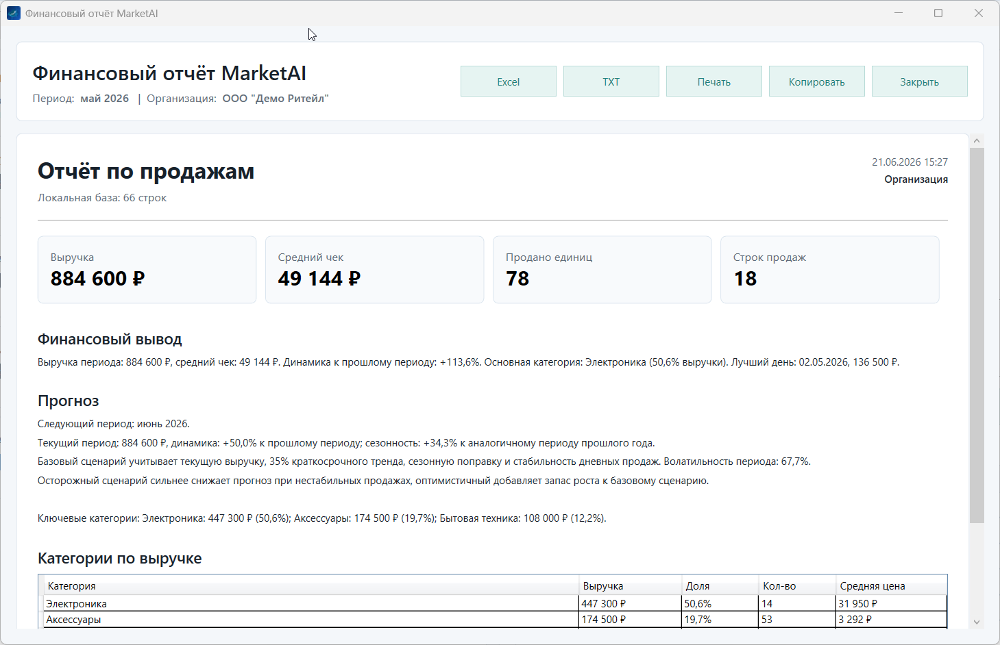 Финансовый отчёт MarketAI
Финансовый отчёт MarketAI
Период: май 2026 | Организация: ООО "Демо Ритейл"
Excel
TXT
Печать
Копировать
Закрыть
Отчёт по продажам
Локальная база: 66 строк
21.06.2026 15:27
Организация
Выручка
884 600 ₽
Средний чек
49 144 ₽
Продано единиц
78
Строк продаж
18
Финансовый вывод
Выручка периода: 884 600 ₽, средний чек: 49 144 ₽. Динамика к прошлому периоду: +113,6%. Основная категория: Электроника (50,6% выручки). Лучший день: 02.05.2026, 136 500 ₽.
Прогноз
Следующий период: июнь 2026.
Текущий период: 884 600 ₽, динамика: +50,0% к прошлому периоду; сезонность: +34,3% к аналогичному периоду прошлого года.
Базовый сценарий учитывает текущую выручку, 35% краткосрочного тренда, сезонную поправку и стабильность дневных продаж. Волатильность периода: 67,7%.
Осторожный сценарий сильнее снижает прогноз при нестабильных продажах, оптимистичный добавляет запас роста к базовому сценарию.
Ключевые категории: Электроника: 447 300 ₽ (50,6%); Аксессуары: 174 500 ₽ (19,7%); Бытовая техника: 108 000 ₽ (12,2%).
Категории по выручке
Категория Выручка Доля Кол-во Средняя цена
Электроника 447 300 ₽ 50,6% 14 31 950 ₽
Аксессуары 174 500 ₽ 19,7% 53 3 292 ₽